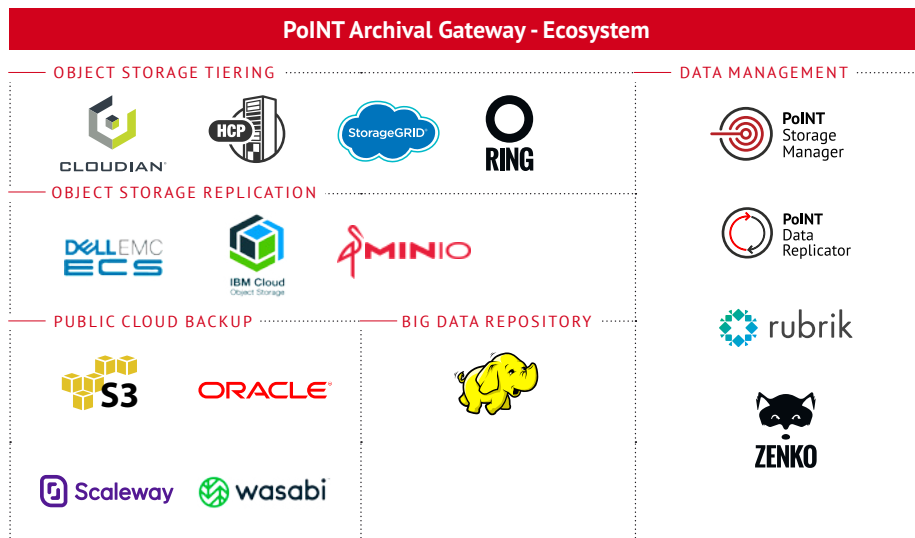 PoINT Archival Gateway - Ecosystem
OBJECT STORAGE TIERING
CLOUDIAN
HCP
StorageGRID
RING
OBJECT STORAGE REPLICATION
DELLEMC
ECS
IBM Cloud
Object Storage
MINIO
PUBLIC CLOUD BACKUP
S3
ORACLE
Scaleway
wasabi
BIG DATA REPOSITORY
DATA MANAGEMENT
PoINT
Storage
Manager
PoINT
Data
Replicator
rubrik
ZENKO